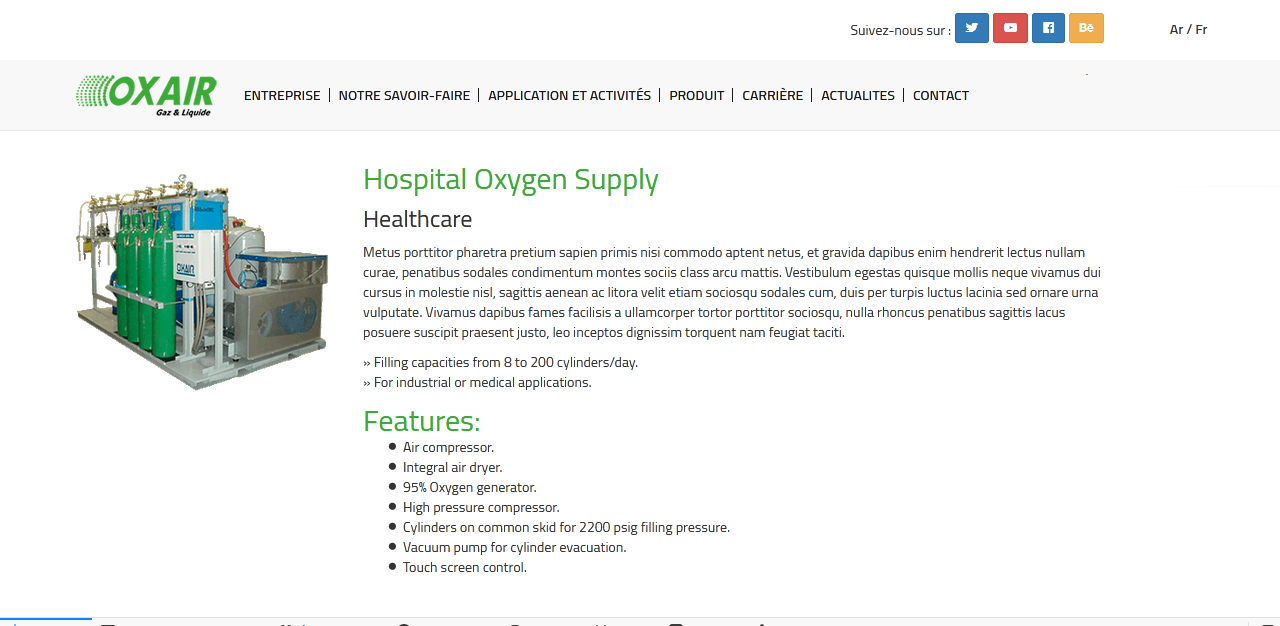 Suivez-nous sur :
Bē
Ar / Fr
OXAIR
Gaz & Liquide
ENTREPRISE | NOTRE SAVOIR-FAIRE | APPLICATION ET ACTIVITÉS | PRODUIT | CARRIÈRE | ACTUALITES | CONTACT
OXAIR
Hospital Oxygen Supply
Healthcare
Metus porttitor pharetra pretium sapien primis nisi commodo aptent netus, et gravida dapibus enim hendrerit lectus nullam
curae, penatibus sodales condimentum montes sociis class arcu mattis. Vestibulum egestas quisque mollis neque vivamus dui
cursus in molestie nisl, sagittis aenean ac litora velit etiam sociosqu sodales cum, duis per turpis luctus lacinia sed ornare urna
vulputate. Vivamus dapibus fames facilisis a ullamcorper tortor porttitor sociosqu, nulla rhoncus penatibus sagittis lacus
posuere suscipit praesent justo, leo inceptos dignissim torquent nam feugiat taciti.
» Filling capacities from 8 to 200 cylinders/day.
» For industrial or medical applications.
Features:
● Air compressor.
● Integral air dryer.
● 95% Oxygen generator.
● High pressure compressor.
● Cylinders on common skid for 2200 psig filling pressure.
● Vacuum pump for cylinder evacuation.
● Touch screen control.